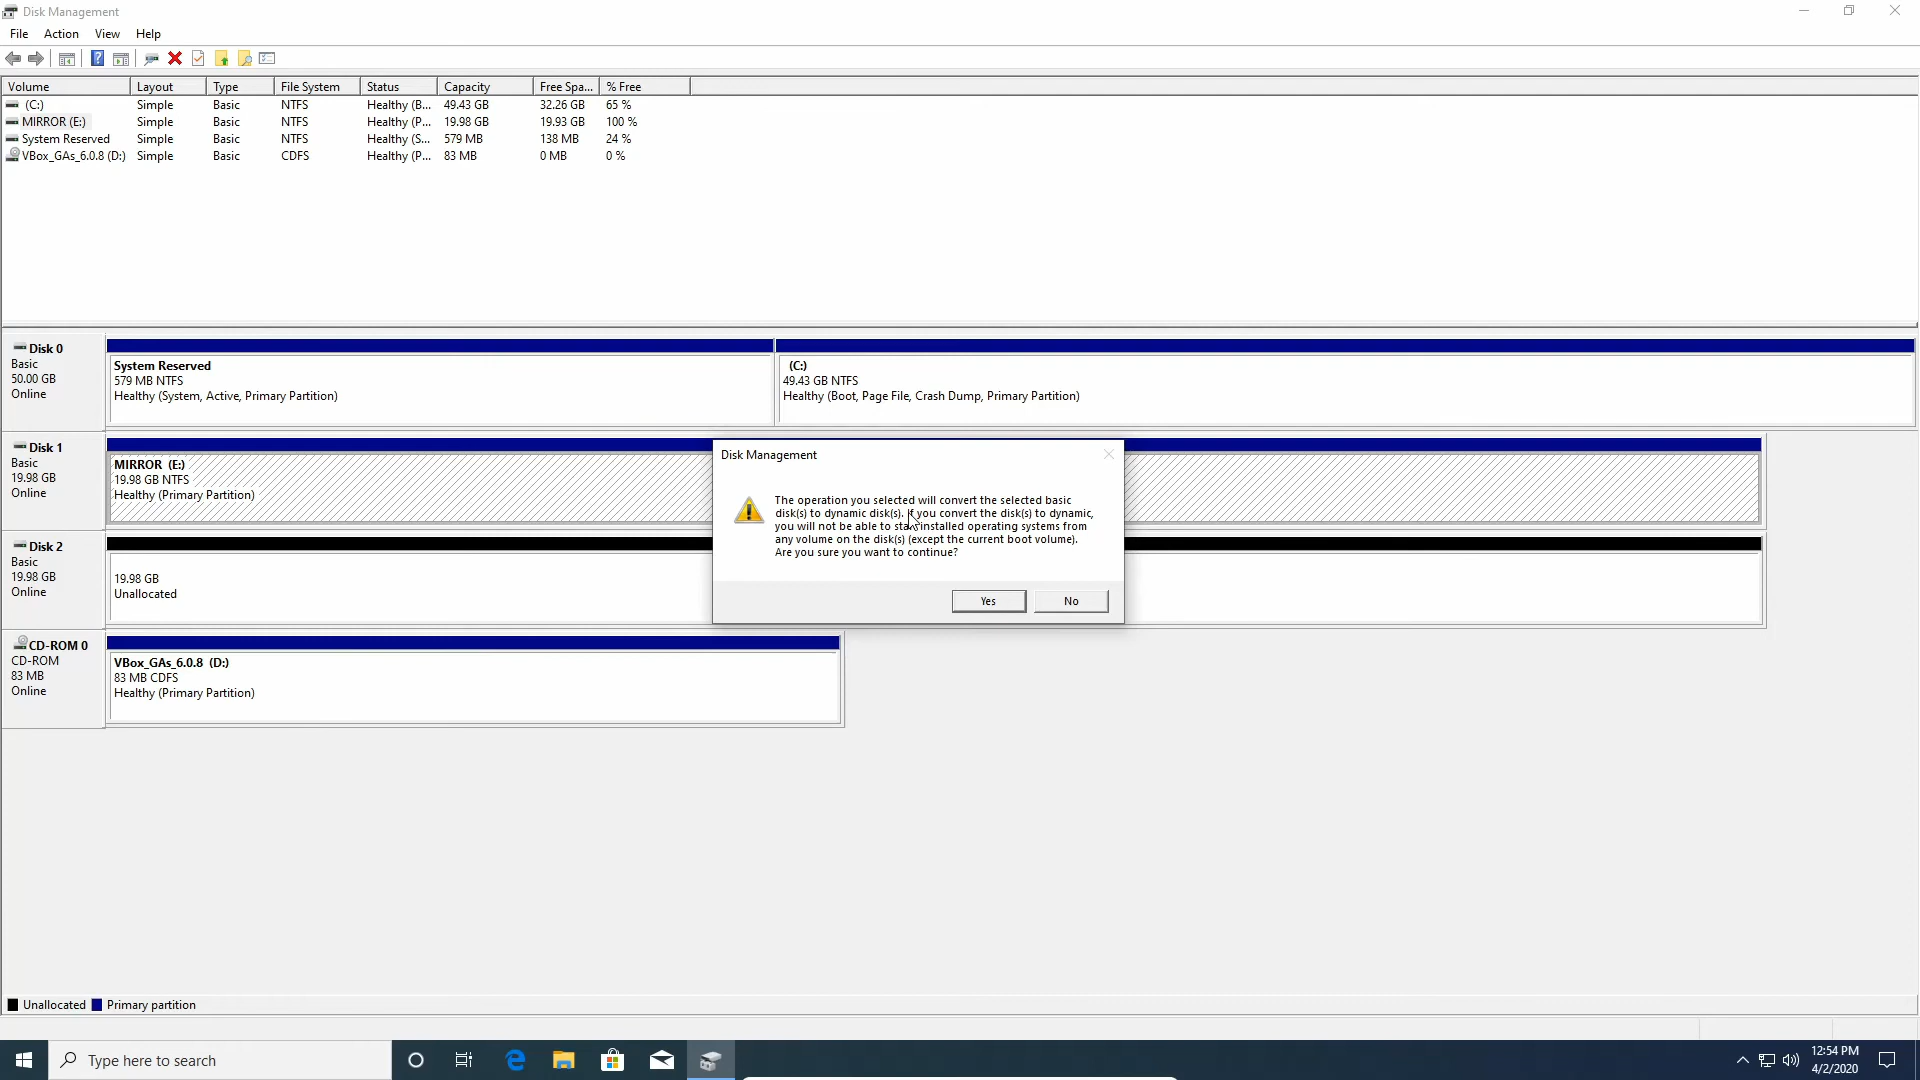 Disk Management
File Action View Help
Volume Layout Type File System Status Capacity Free Spa... % Free
(C:) Simple Basic NTFS Healthy (B... 49.43 GB 32.26 GB 65 %
MIRROR (E:) Simple Basic NTFS Healthy (P... 19.98 GB 19.93 GB 100 %
System Reserved Simple Basic NTFS Healthy (S... 579 MB 138 MB 24 %
VBox_GAs_6.0.8 (D:) Simple Basic CDFS Healthy (P... 83 MB 0 MB 0 %
Disk 0
Basic
50.00 GB
Online
System Reserved
579 MB NTFS
Healthy (System, Active, Primary Partition)
(C:)
49.43 GB NTFS
Healthy (Boot, Page File, Crash Dump, Primary Partition)
Disk 1
Basic
19.98 GB
Online
MIRROR (E:)
19.98 GB NTFS
Healthy (Primary Partition)
Disk Management
The operation you selected will convert the selected basic
disk(s) to dynamic disk(s). If you convert the disk(s) to dynamic,
you will not be able to start installed operating systems from
any volume on the disk(s) (except the current boot volume).
Are you sure you want to continue?
Yes No
Disk 2
Basic
19.98 GB
Online
19.98 GB
Unallocated
CD-ROM 0
CD-ROM
83 MB
Online
VBox_GAs_6.0.8 (D:)
83 MB CDFS
Healthy (Primary Partition)
Unallocated Primary partition
Type here to search
12:54 PM
4/2/2020